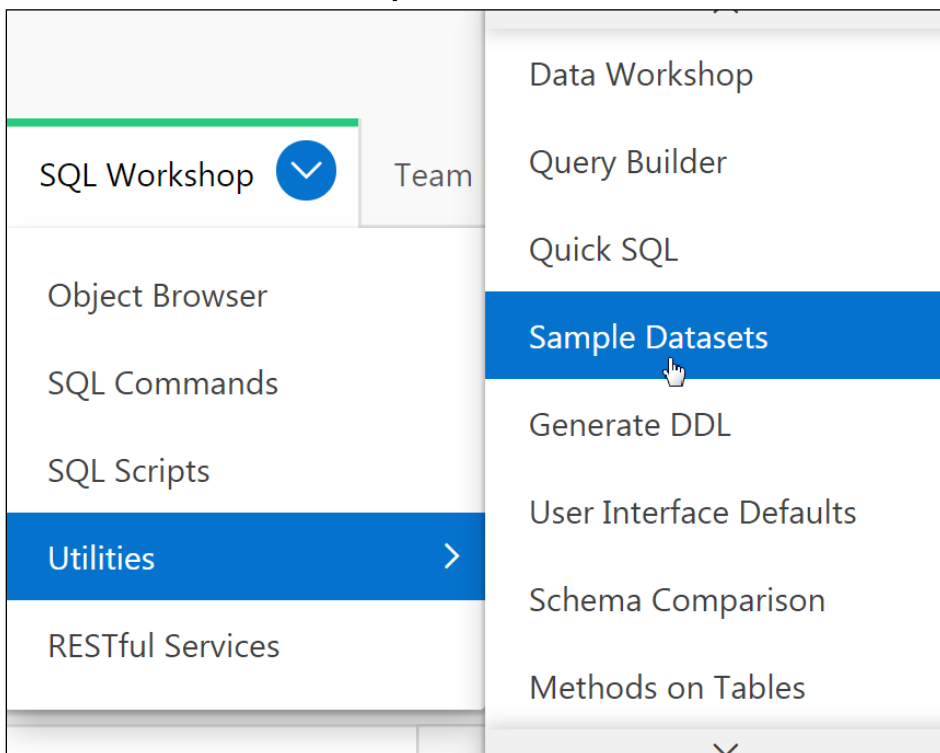 SQL Workshop
Team
Object Browser
SQL Commands
SQL Scripts
Utilities
RESTful Services
Data Workshop
Query Builder
Quick SQL
Sample Datasets
Generate DDL
User Interface Defaults
Schema Comparison
Methods on Tables